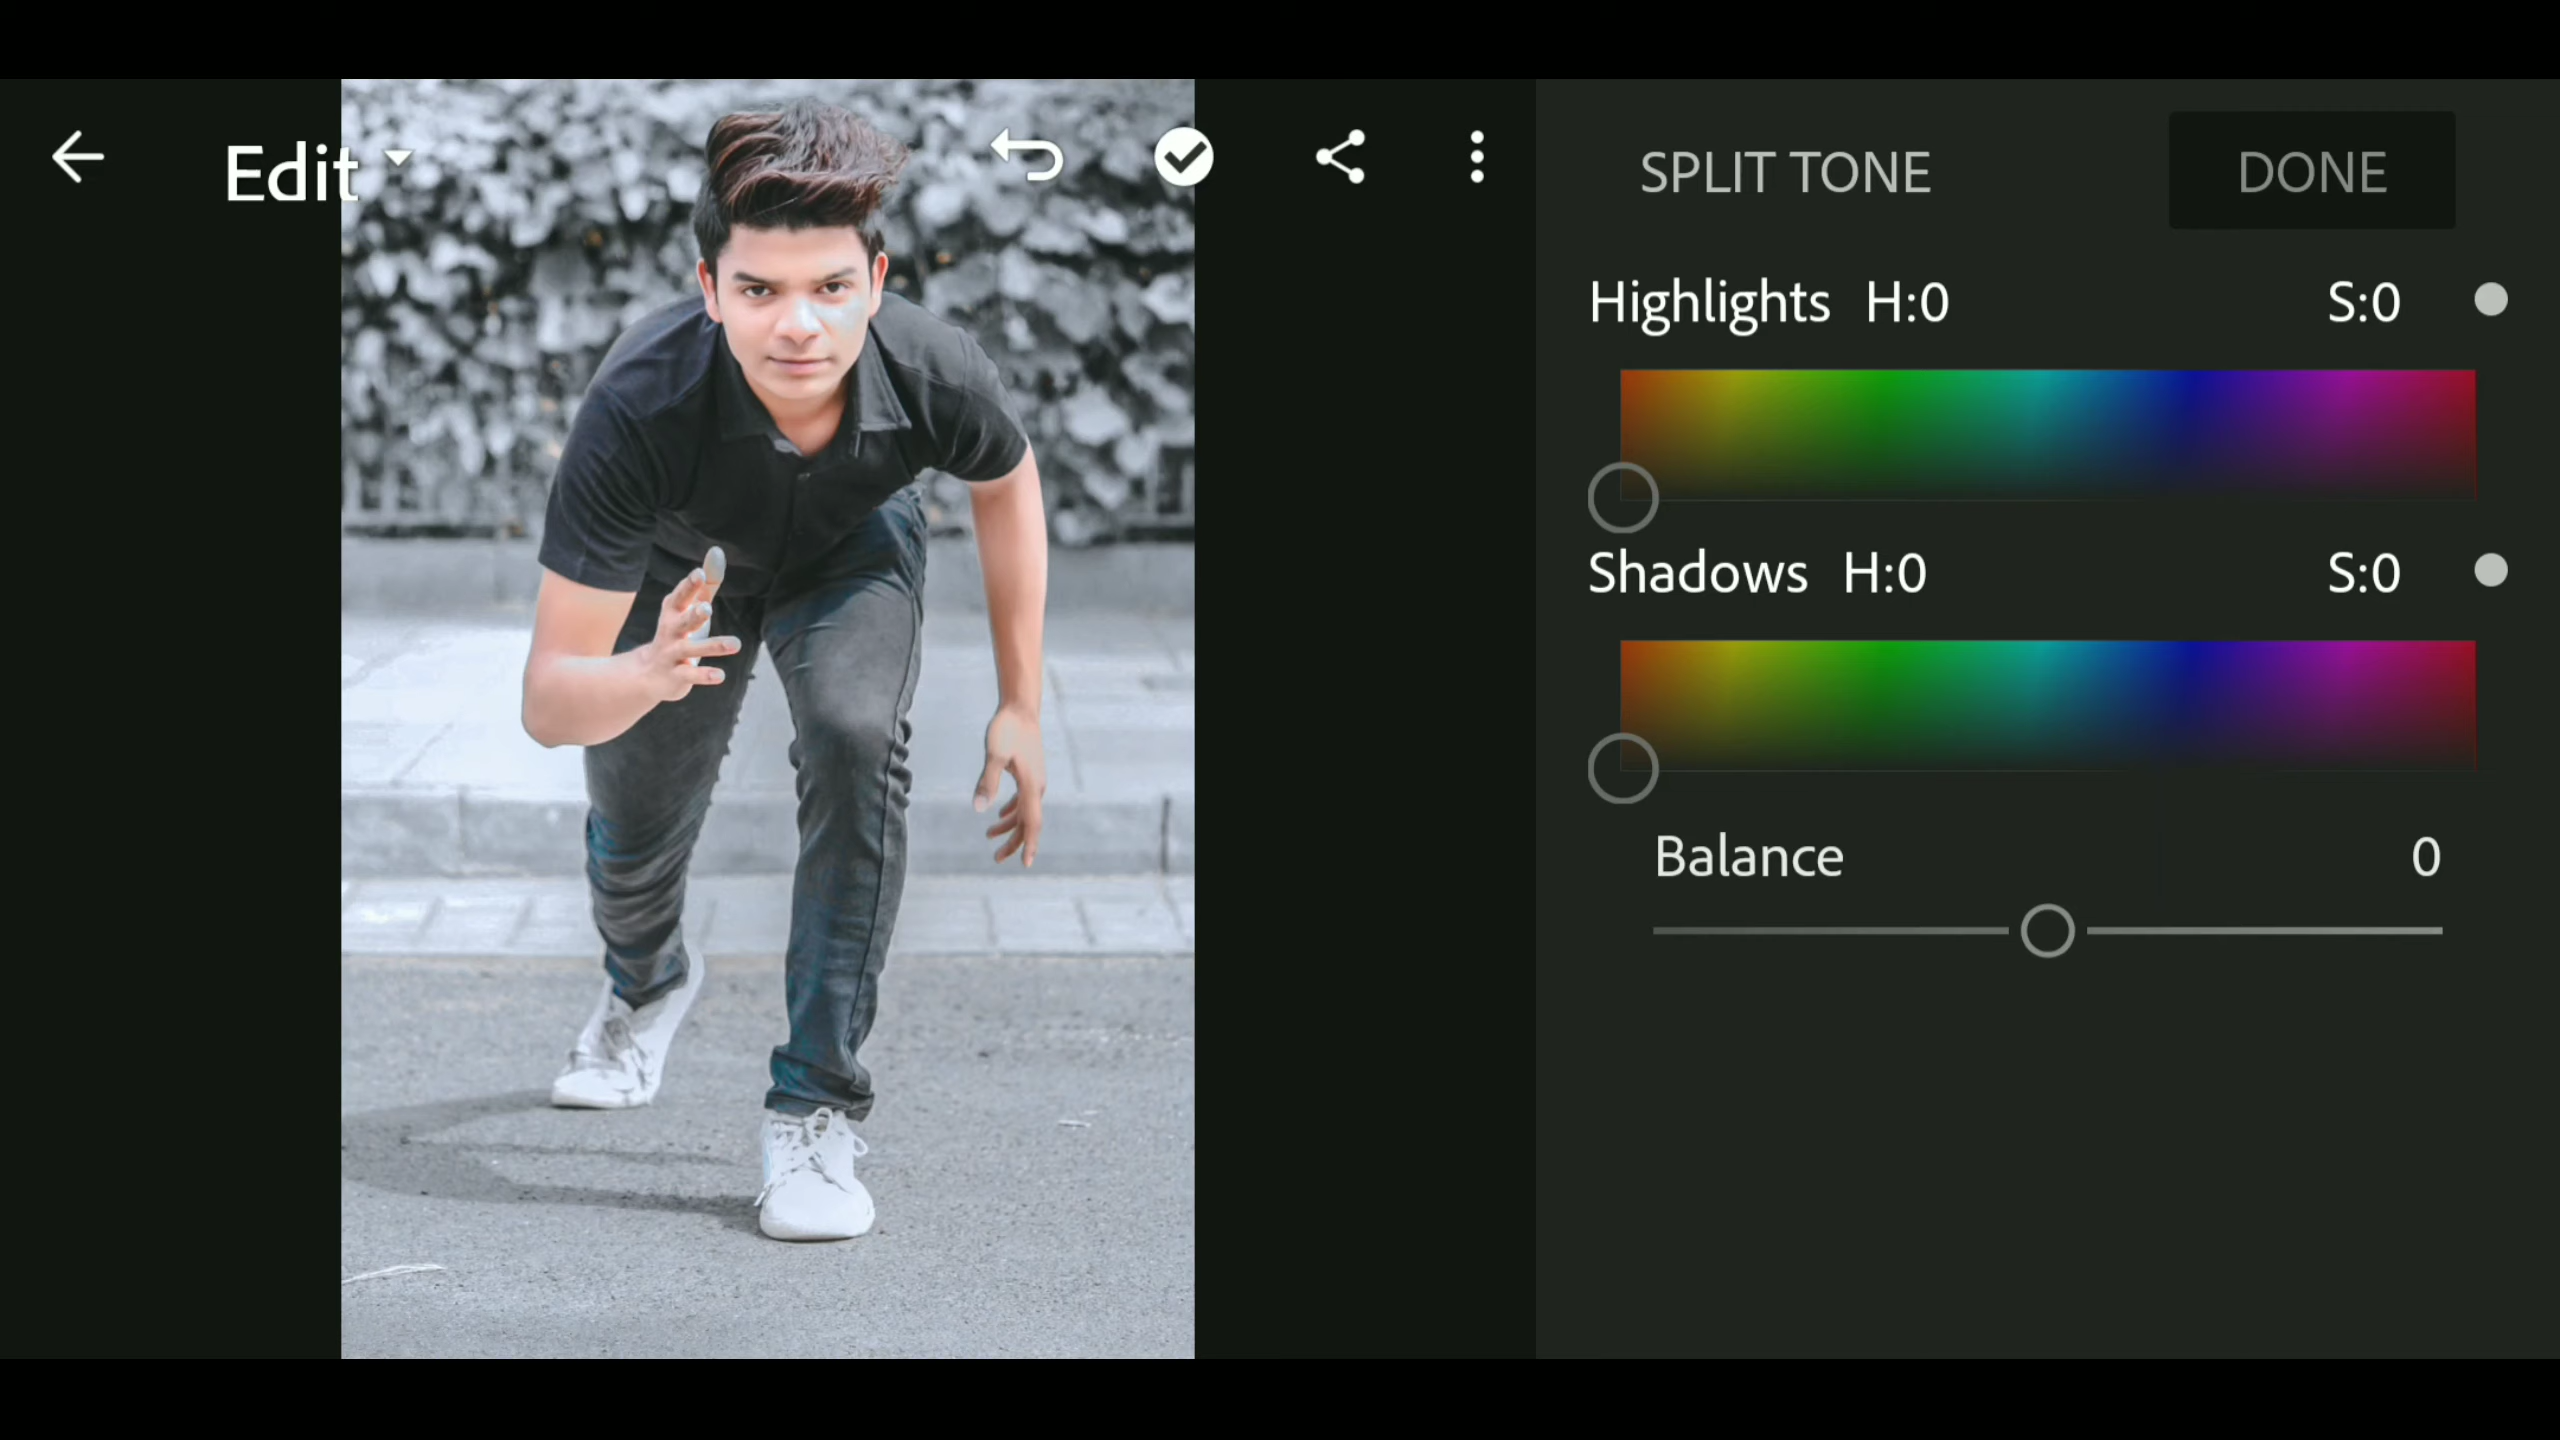 Edit
SPLIT TONE
DONE
Highlights H:0 S:0
Shadows H:0 S:0
Balance 0